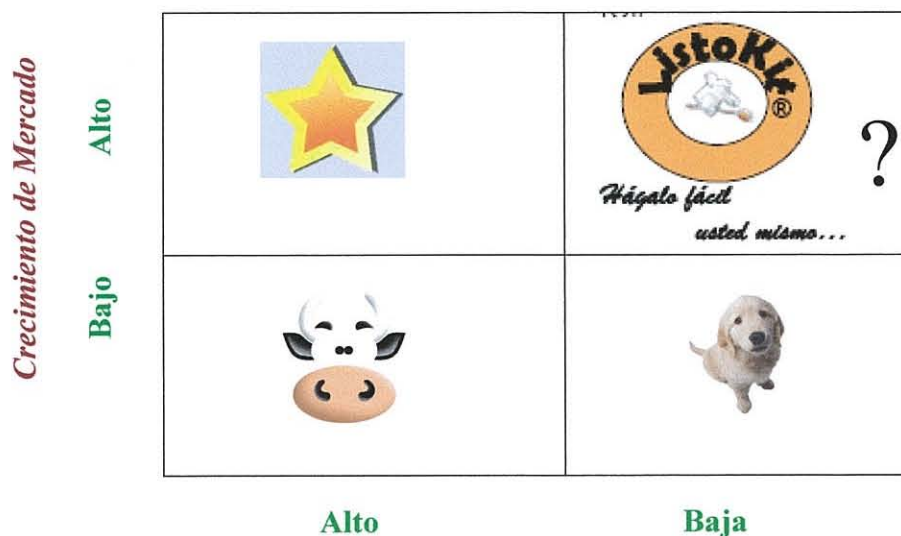 Crecimiento de Mercado
Alto
ListoKit®
?
Hágalo fácil
usted mismo...
Bajo
Alto
Baja